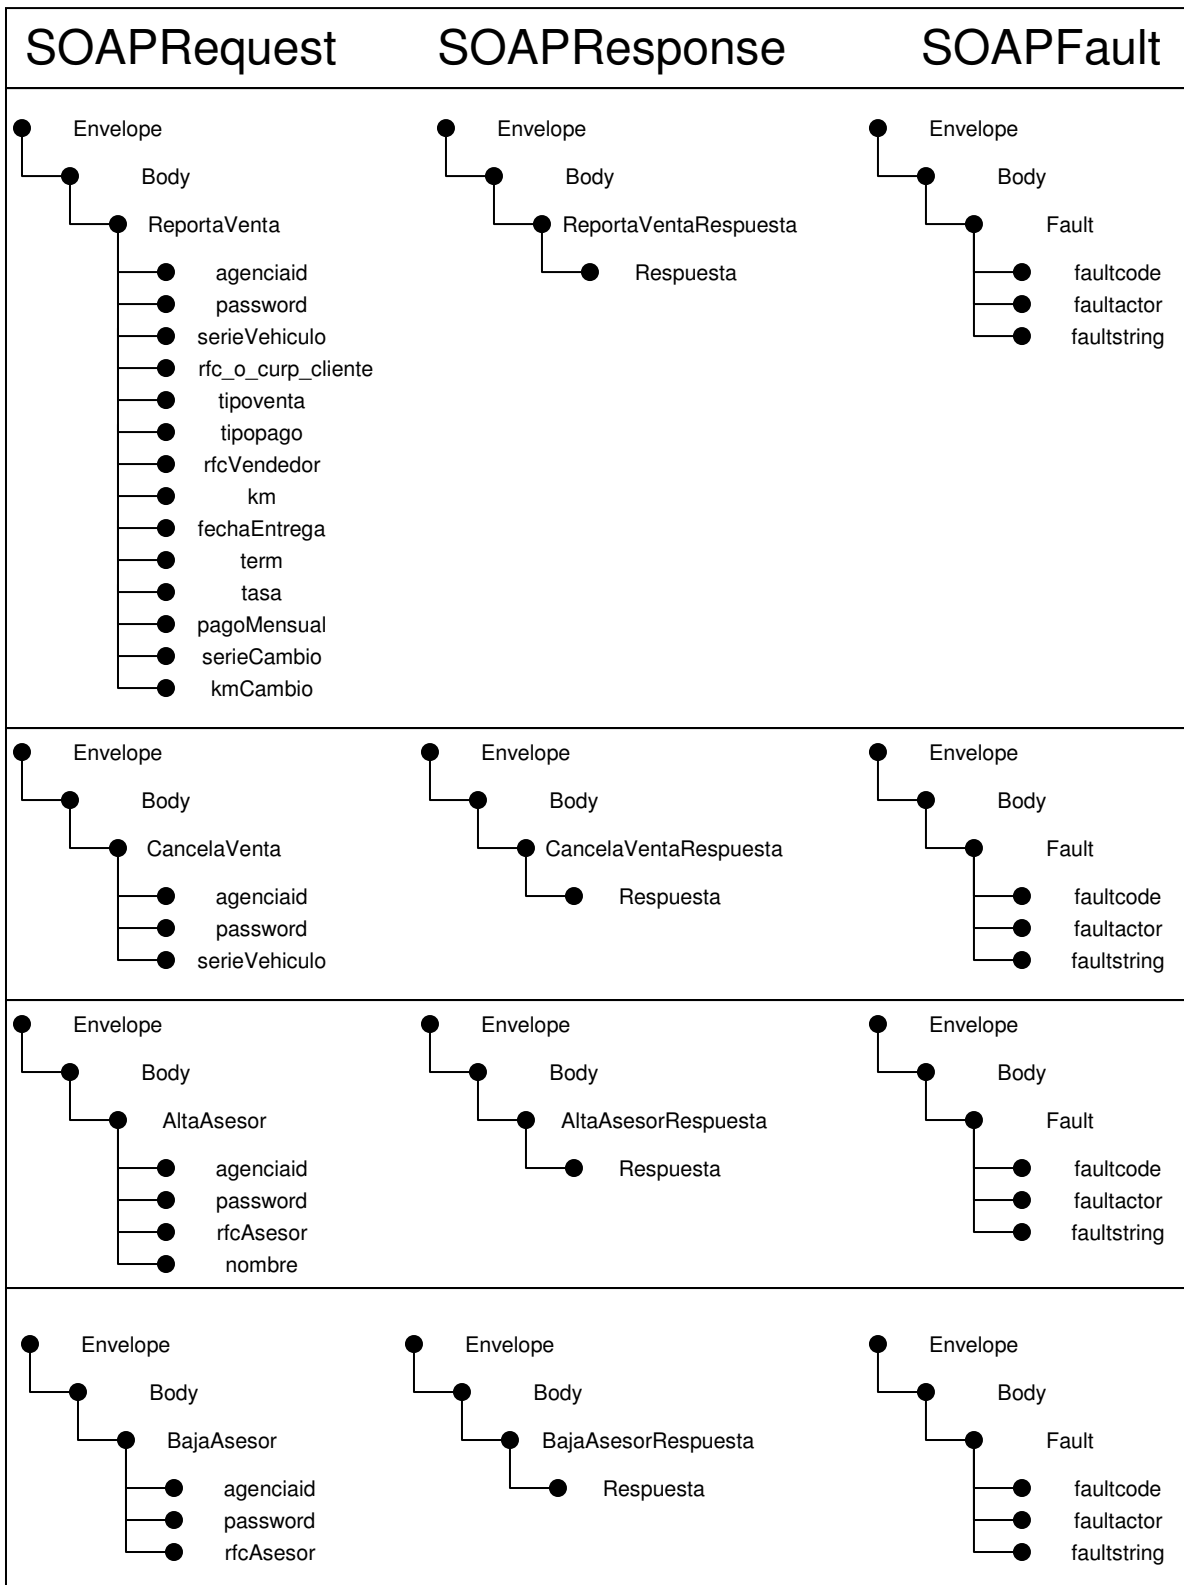 SOAPRequest SOAPResponse SOAPFault
Envelope Envelope Envelope
Body Body Body
ReportaVenta ReportaVentaRespuesta Fault
agenciaid Respuesta faultcode
password faultactor
serieVehiculo faultstring
rfc_o_curp_cliente
tipoventa
tipopago
rfcVendedor
km
fechaEntrega
term
tasa
pagoMensual
serieCambio
kmCambio
Envelope Envelope Envelope
Body Body Body
CancelaVenta CancelaVentaRespuesta Fault
agenciaid Respuesta faultcode
password faultactor
serieVehiculo faultstring
Envelope Envelope Envelope
Body Body Body
AltaAsesor AltaAsesorRespuesta Fault
agenciaid Respuesta faultcode
password faultactor
rfcAsesor faultstring
nombre
Envelope Envelope Envelope
Body Body Body
BajaAsesor BajaAsesorRespuesta Fault
agenciaid Respuesta faultcode
password faultactor
rfcAsesor faultstring